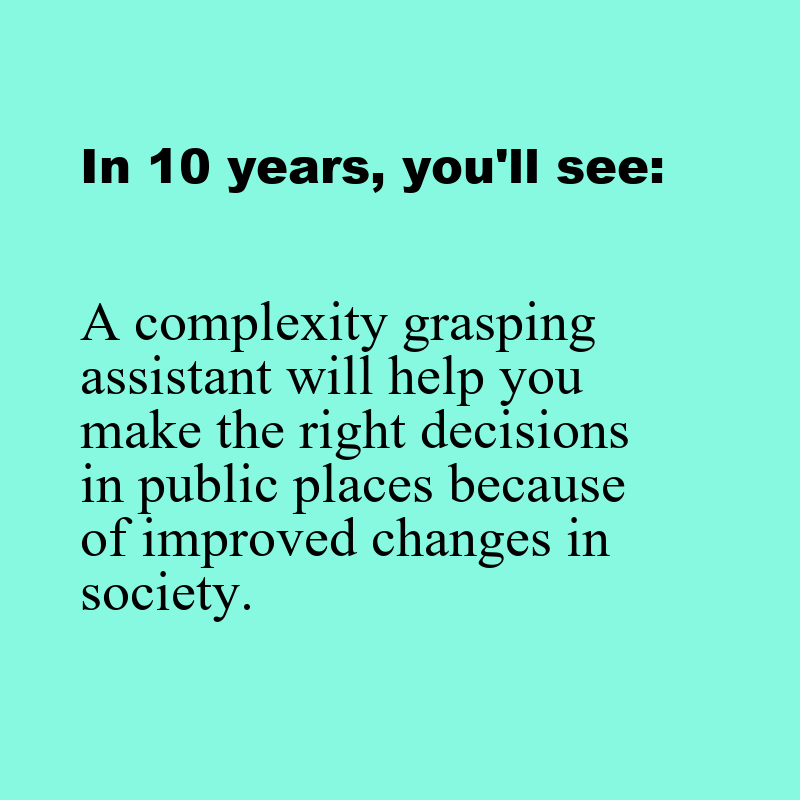 In 10 years, you'll see:
A complexity grasping
assistant will help you
make the right decisions
in public places because
of improved changes in
society.